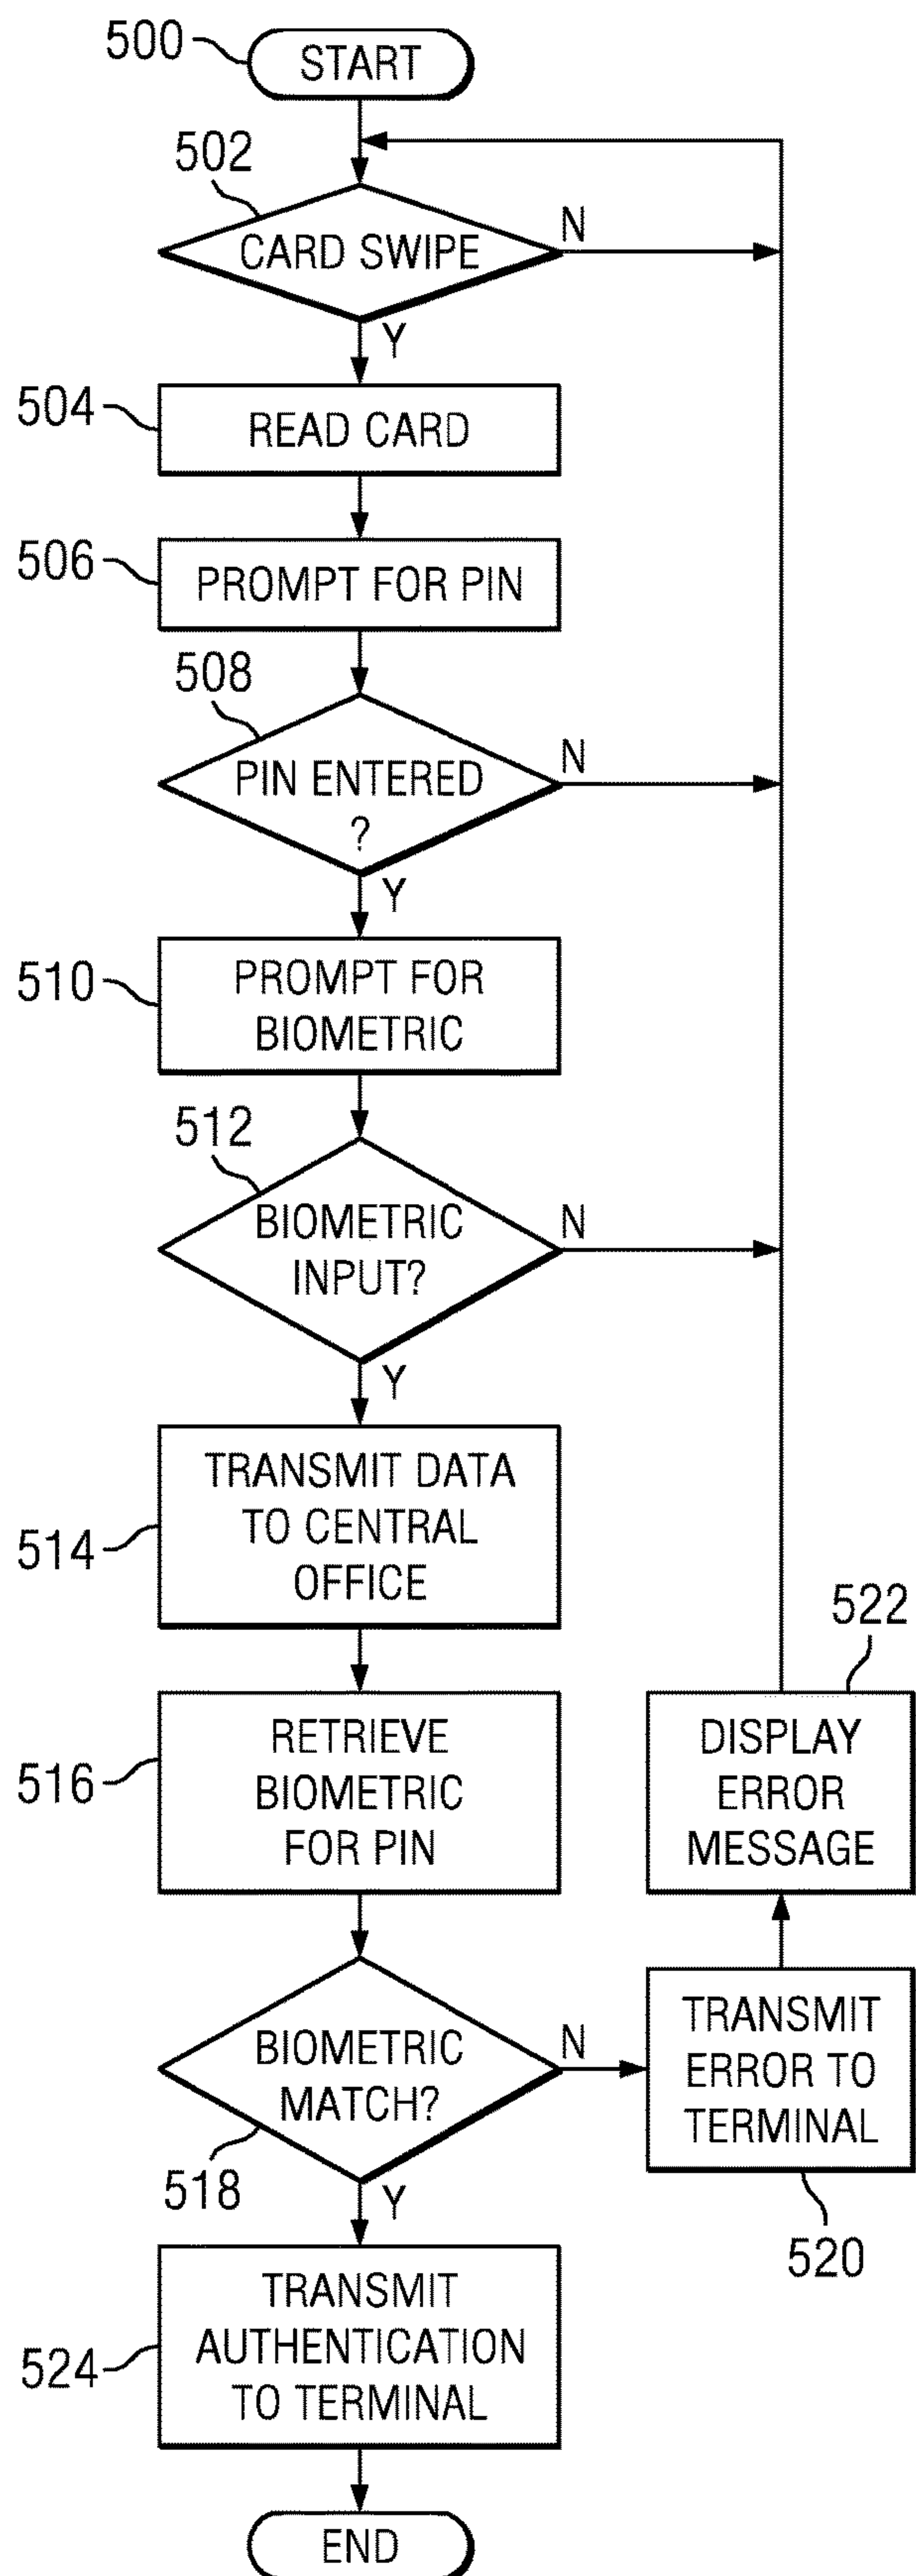 500
START
502
CARD SWIPE
N
Y
504
READ CARD
506
PROMPT FOR PIN
508
PIN ENTERED
?
N
Y
510
PROMPT FOR
BIOMETRIC
512
BIOMETRIC
INPUT?
N
Y
514
TRANSMIT DATA
TO CENTRAL
OFFICE
516
RETRIEVE
BIOMETRIC
FOR PIN
522
DISPLAY
ERROR
MESSAGE
518
BIOMETRIC
MATCH?
N
Y
TRANSMIT
ERROR TO
TERMINAL
520
524
TRANSMIT
AUTHENTICATION
TO TERMINAL
END